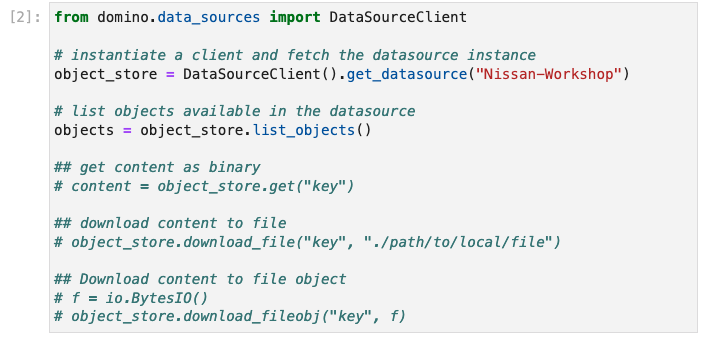 [2]: from domino.data_sources import DataSourceClient
# instantiate a client and fetch the datasource instance
object_store = DataSourceClient().get_datasource("Nissan-Workshop")
# list objects available in the datasource
objects = object_store.list_objects()
## get content as binary
# content = object_store.get("key")
## download content to file
# object_store.download_file("key", "./path/to/local/file")
## Download content to file object
# f = io.BytesIO()
# object_store.download_fileobj("key", f)